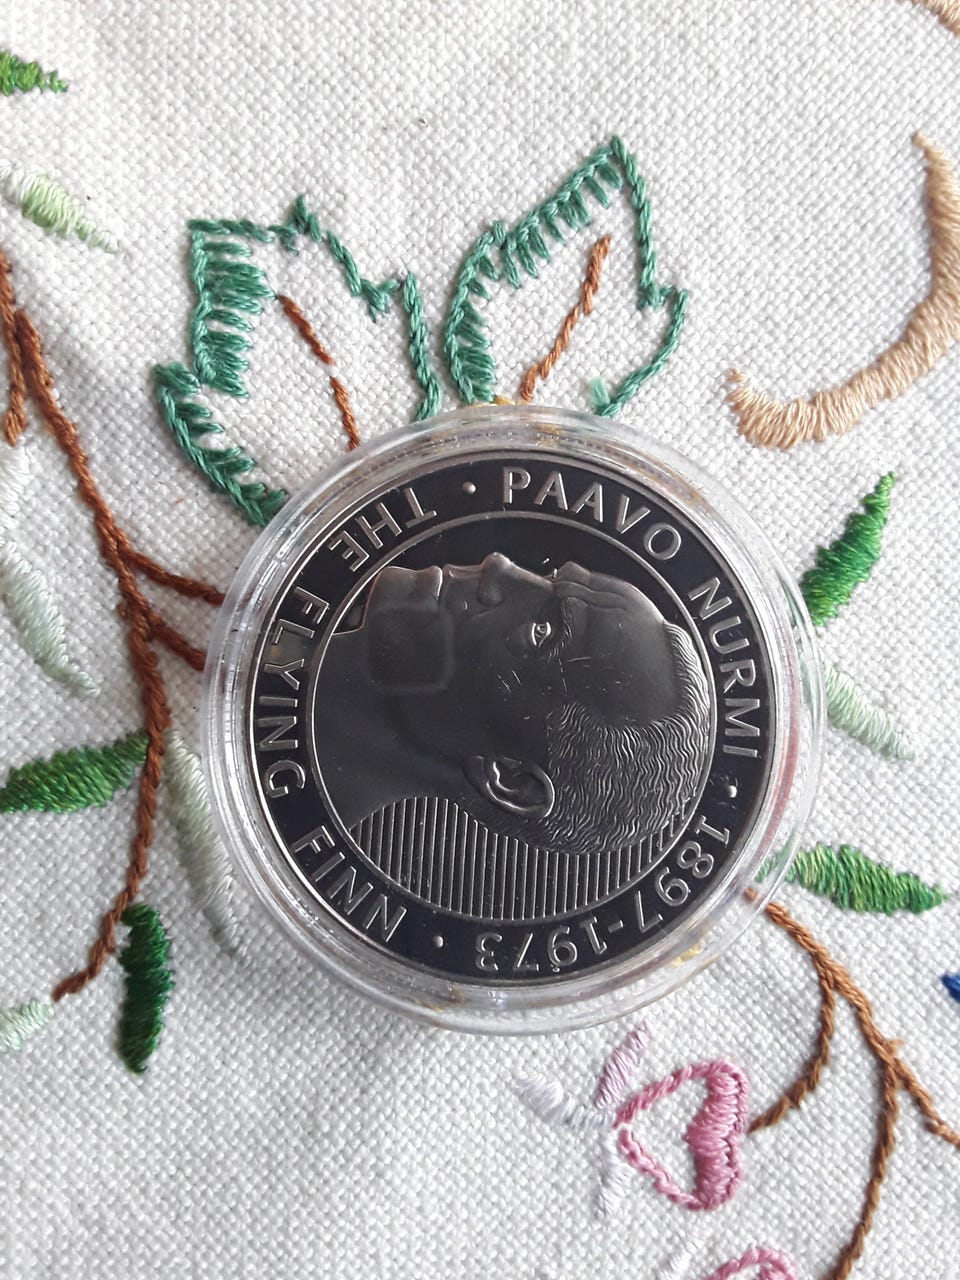 PAAVO NURMI · 1897-1973 · THE FLYING FINN ·